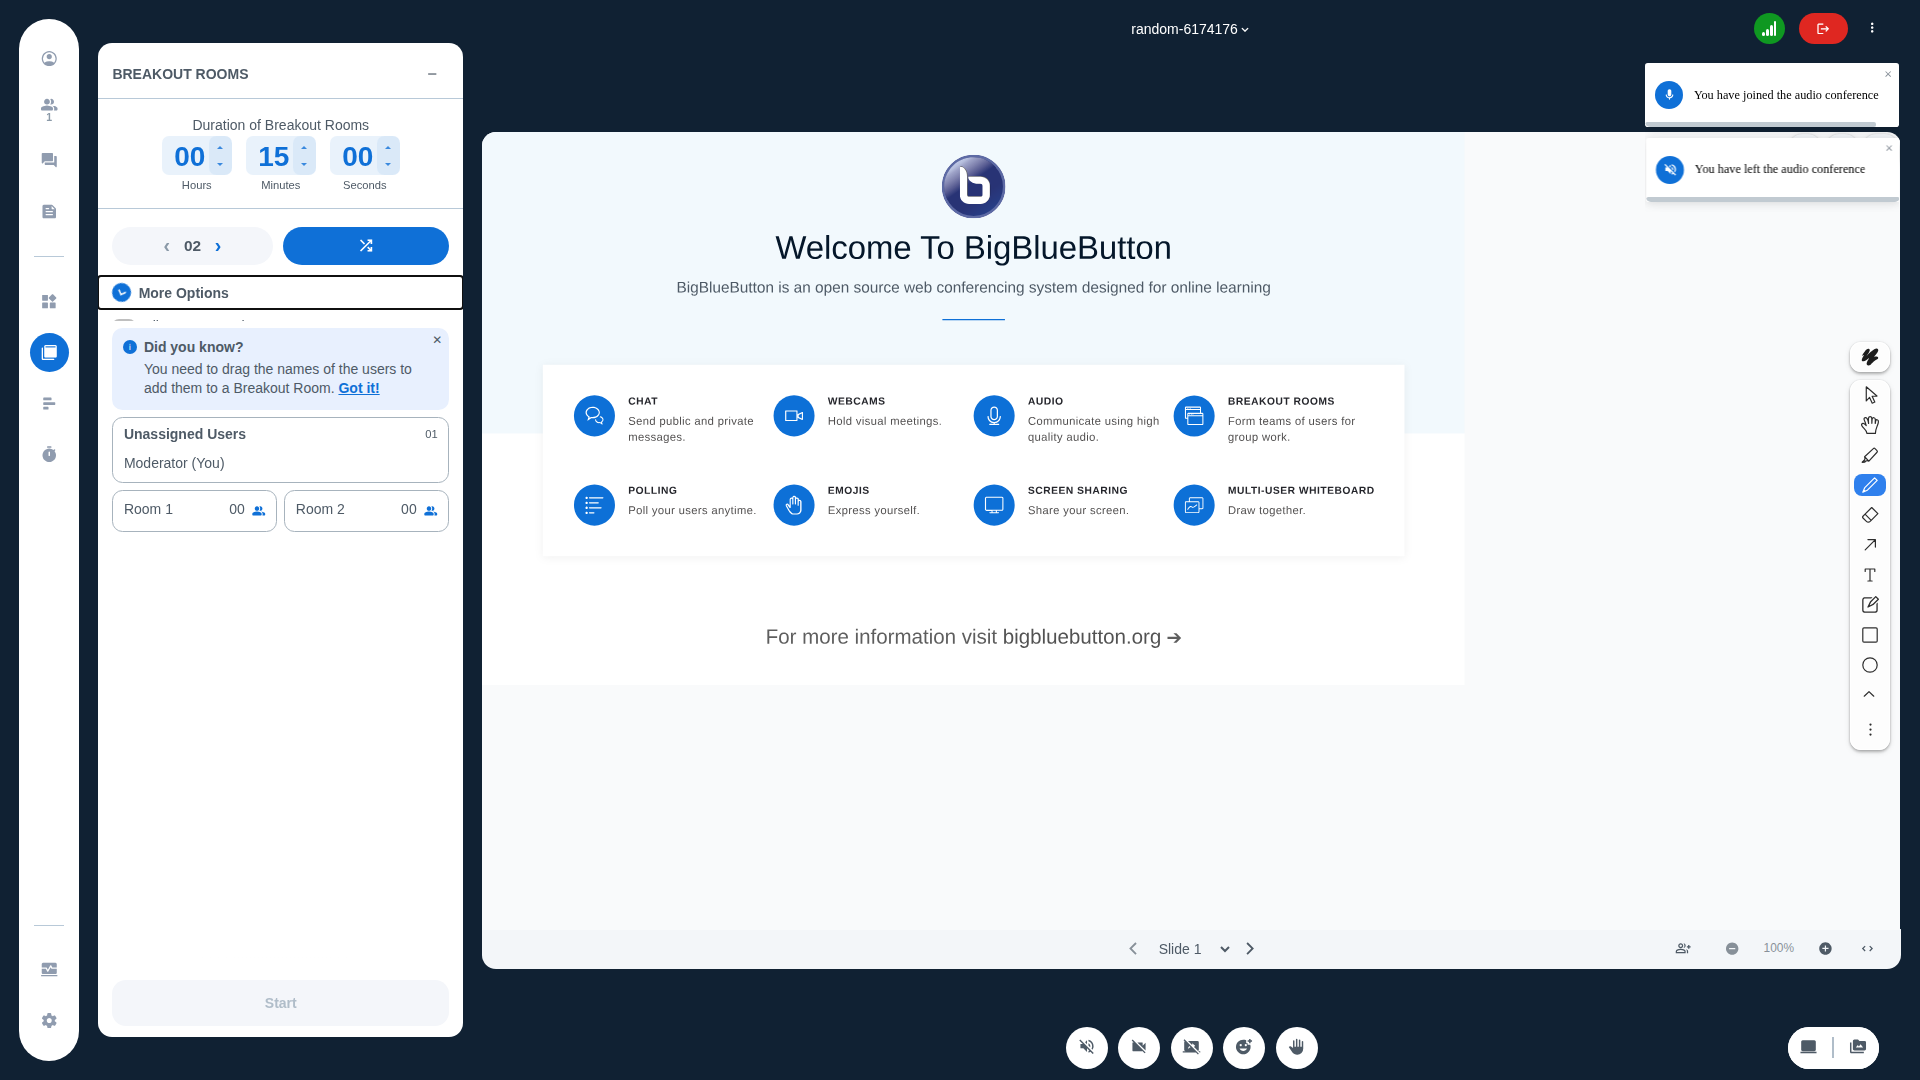 random-6174176
1
BREAKOUT ROOMS
Duration of Breakout Rooms
00 15 00
Hours Minutes Seconds
02
More Options
Did you know?
You need to drag the names of the users to
add them to a Breakout Room. Got it!
Unassigned Users 01
Moderator (You)
Room 1 00
Room 2 00
Start
You have joined the audio conference
You have left the audio conference
Welcome To BigBlueButton
BigBlueButton is an open source web conferencing system designed for online learning
CHAT
Send public and private
messages.
WEBCAMS
Hold visual meetings.
AUDIO
Communicate using high
quality audio.
BREAKOUT ROOMS
Form teams of users for
group work.
POLLING
Poll your users anytime.
EMOJIS
Express yourself.
SCREEN SHARING
Share your screen.
MULTI-USER WHITEBOARD
Draw together.
For more information visit bigbluebutton.org ➔
Slide 1
100%